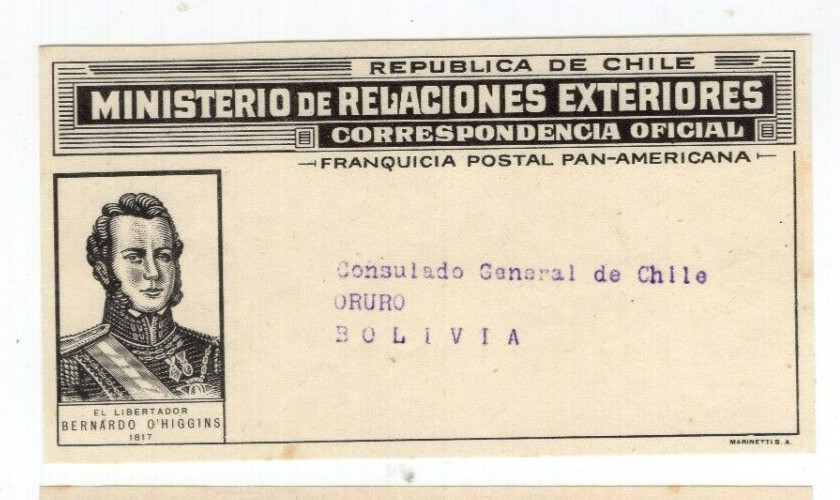 REPUBLICA DE CHILE
MINISTERIO DE RELACIONES EXTERIORES
CORRESPONDENCIA OFICIAL
FRANQUICIA POSTAL PAN-AMERICANA
Consulado General de Chile
ORURO
BOLIVIA
EL LIBERTADOR
BERNARDO O'HIGGINS
1817
MARINETTI S. A.